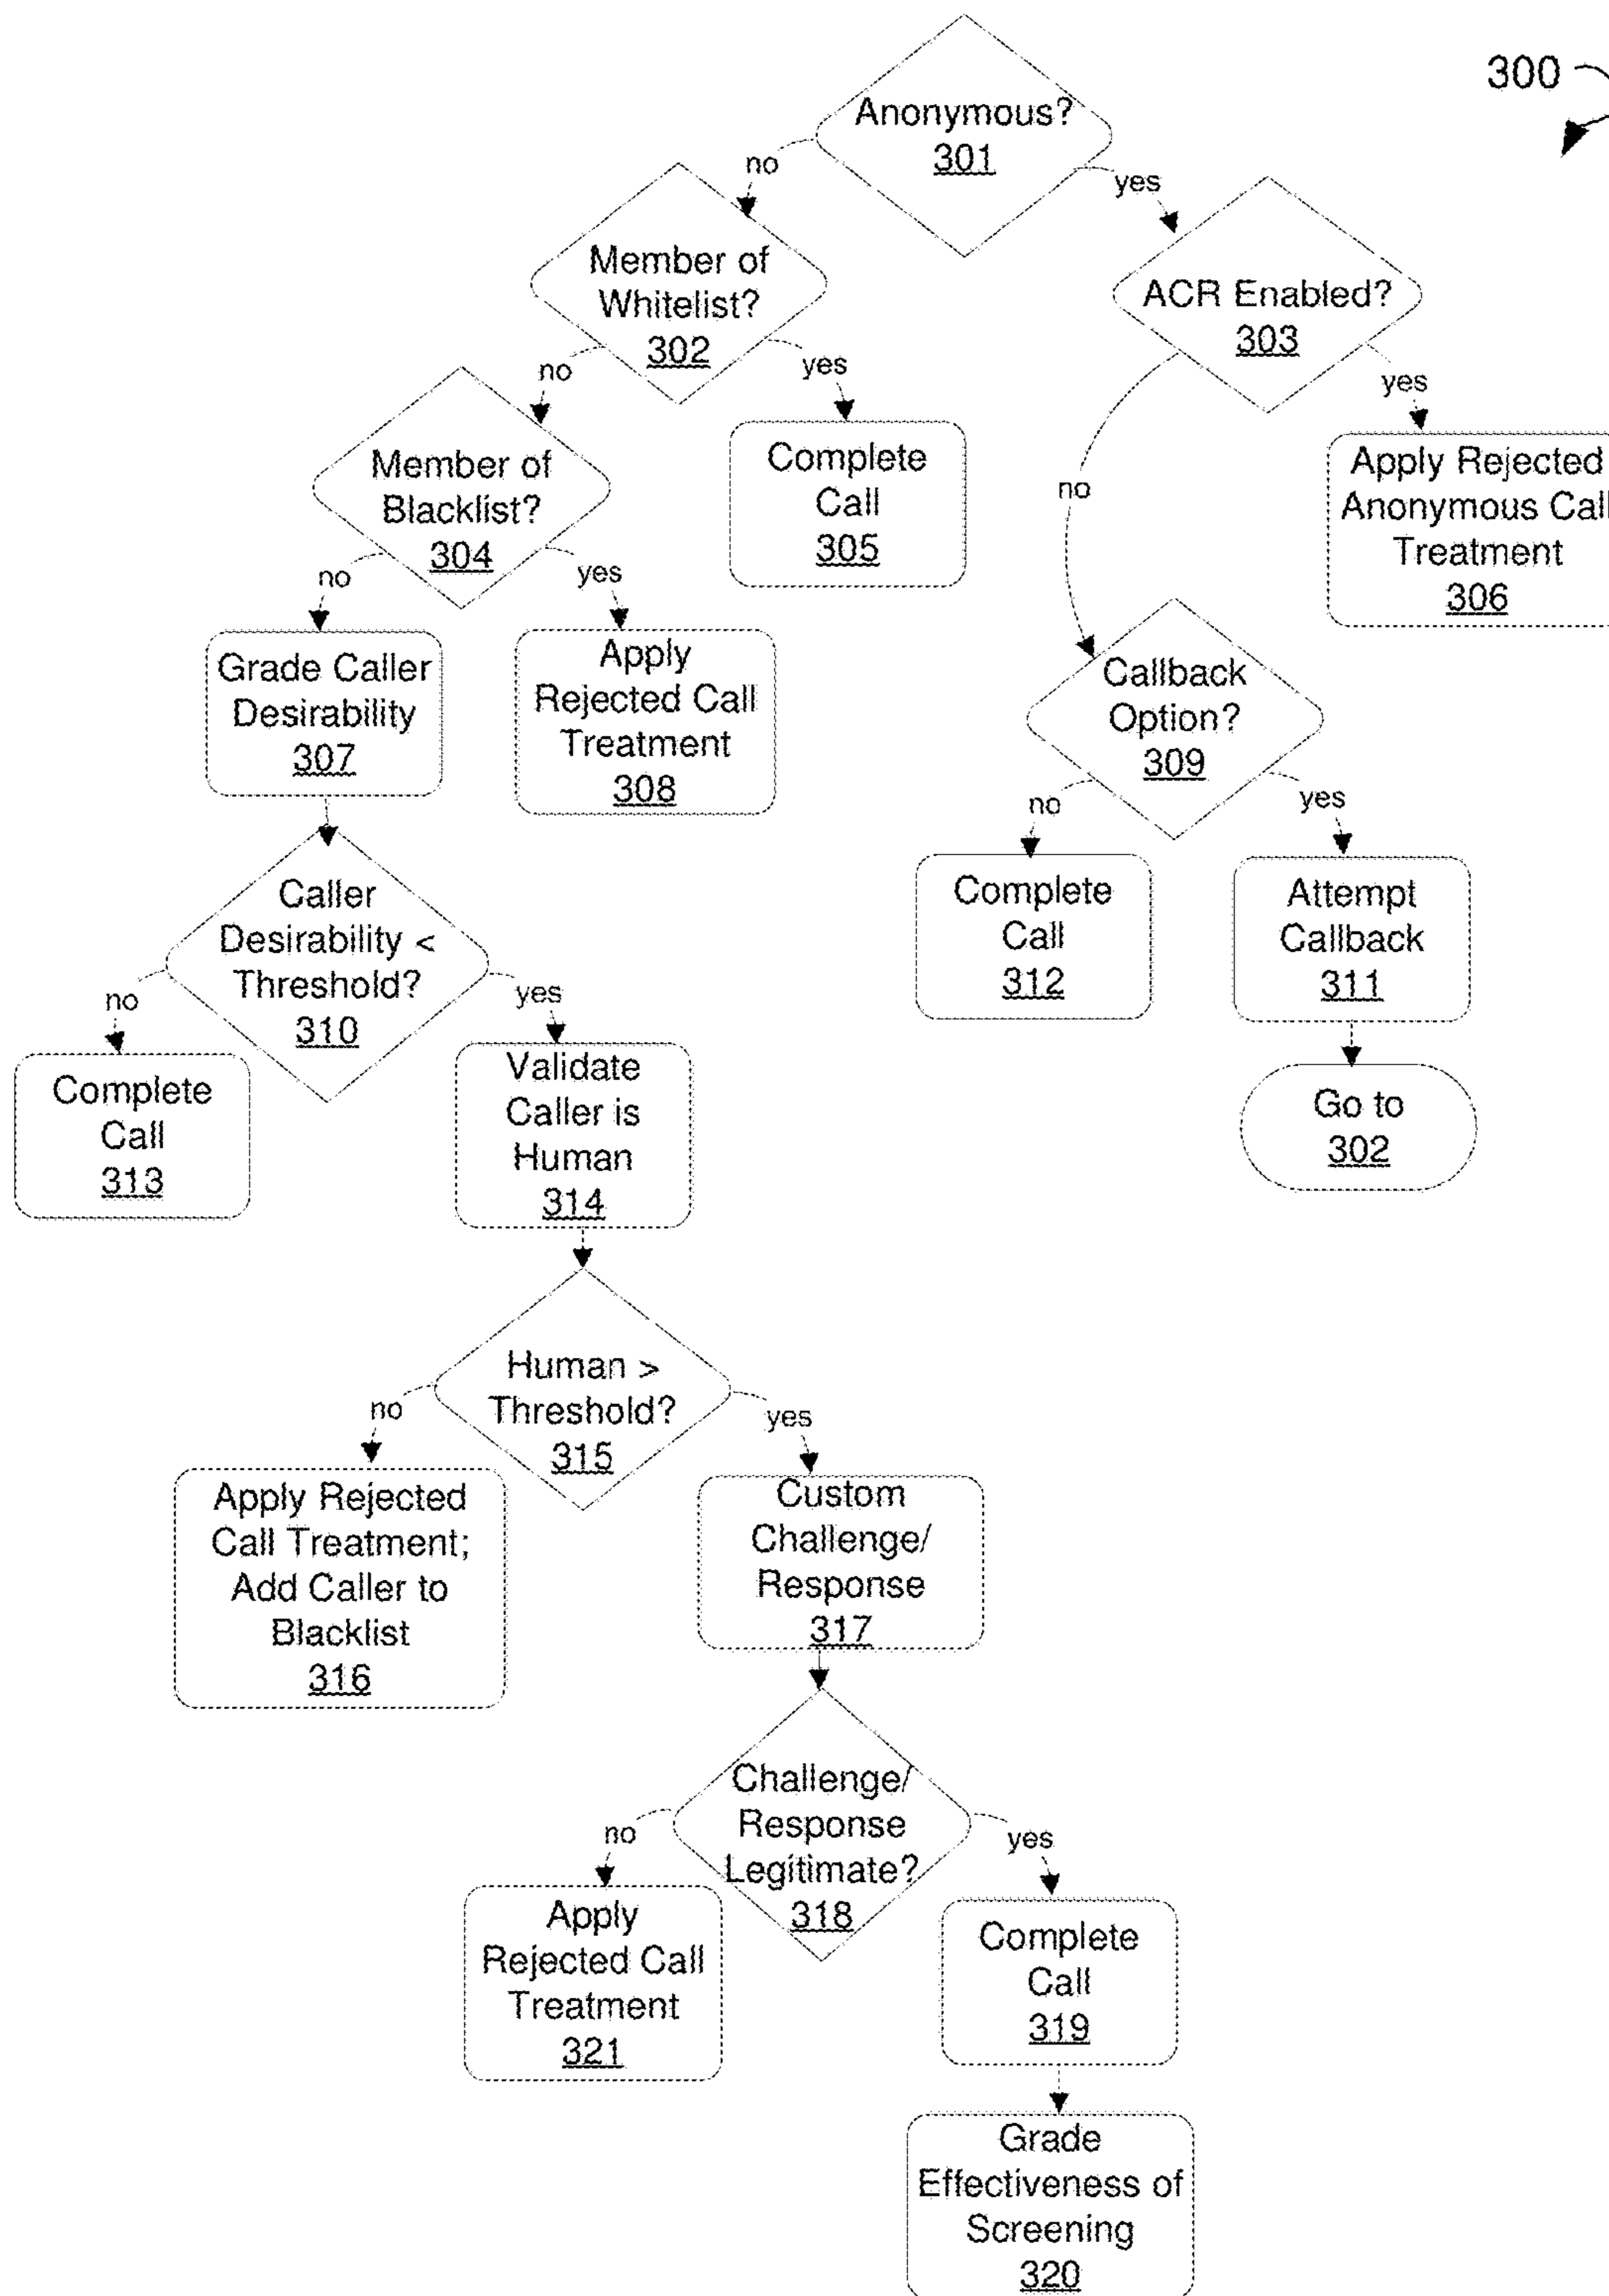 300
Anonymous?
301
no
yes
Member of
Whitelist?
302
ACR Enabled?
303
no
yes
yes
Member of
Blacklist?
304
Complete
Call
305
no
Apply Rejected
Anonymous Call
Treatment
306
no
yes
Grade Caller
Desirability
307
Apply
Rejected Call
Treatment
308
Callback
Option?
309
no
yes
Caller
Desirability <
Threshold?
310
Complete
Call
312
Attempt
Callback
311
no
yes
Complete
Call
313
Validate
Caller is
Human
314
Go to
302
Human >
Threshold?
315
no
yes
Apply Rejected
Call Treatment;
Add Caller to
Blacklist
316
Custom
Challenge/
Response
317
Challenge/
Response
Legitimate?
318
no
yes
Apply
Rejected Call
Treatment
321
Complete
Call
319
Grade
Effectiveness of
Screening
320